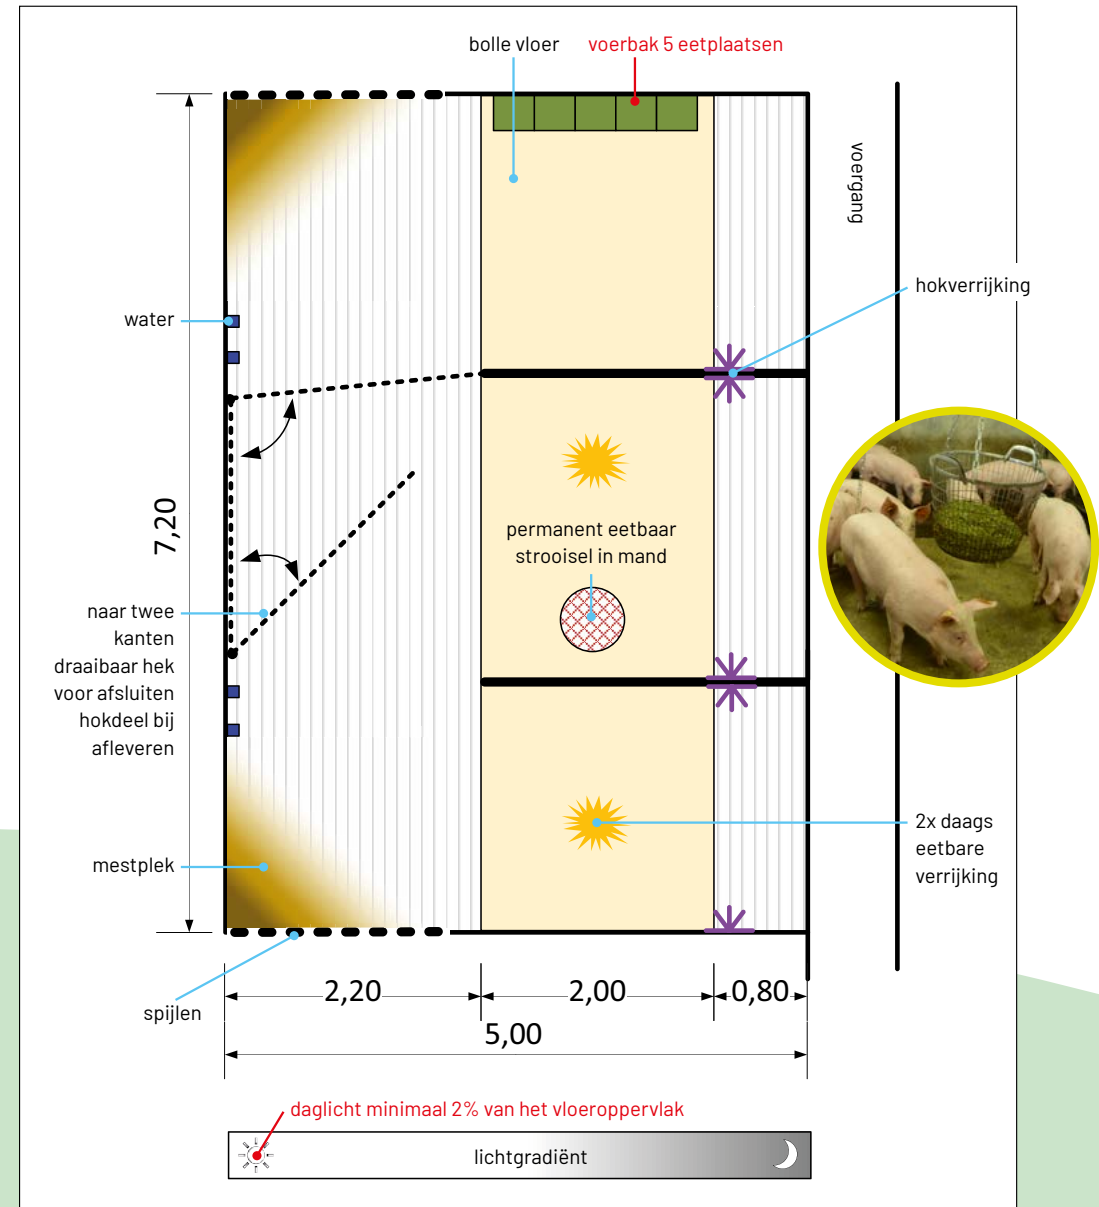 bolle vloer
voerbak 5 eetplaatsen
voergang
hokverrijking
water
7,20
permanent eetbaar
strooisel in mand
naar twee
kanten
draaibaar hek
voor afsluiten
hokdeel bij
afleveren
2x daags
eetbare
verrijking
mestplek
spijlen
2,20
2,00
0,80
5,00
daglicht minimaal 2% van het vloeroppervlak
lichtgradiënt